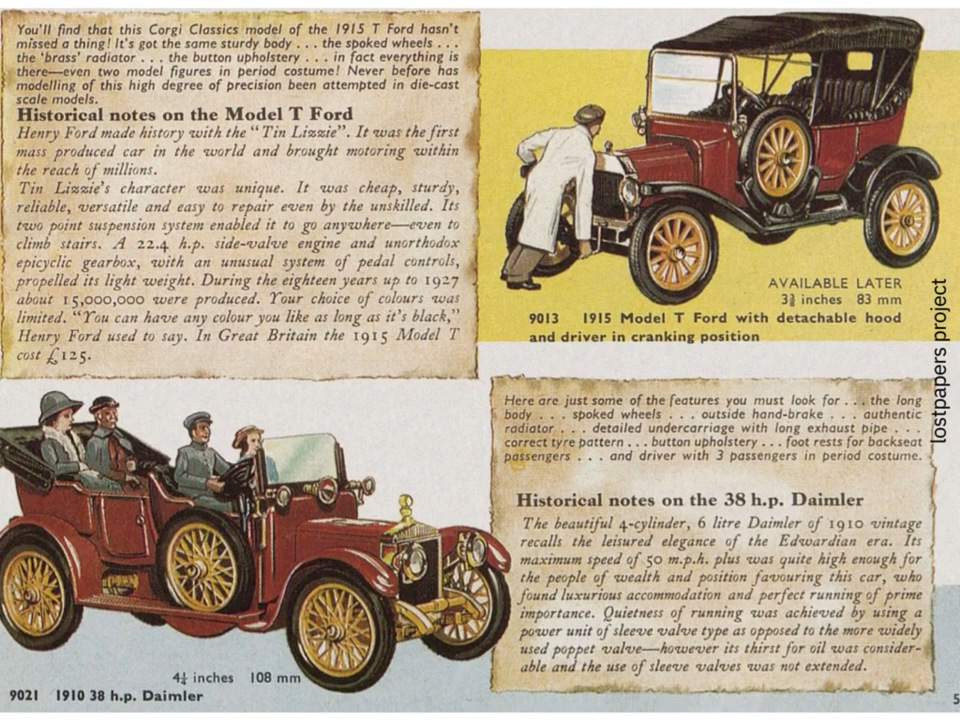 You'll find that this Corgi Classics model of the 1915 T Ford hasn't
missed a thing! It's got the same sturdy body . . . the spoked wheels . . .
the 'brass' radiator . . . the button upholstery . . . in fact everything is
there—even two model figures in period costume! Never before has
modelling of this high degree of precision been attempted in die-cast
scale models.
Historical notes on the Model T Ford
Henry Ford made history with the "Tin Lizzie". It was the first
mass produced car in the world and brought motoring within
the reach of millions.
Tin Lizzie's character was unique. It was cheap, sturdy,
reliable, versatile and easy to repair even by the unskilled. Its
two point suspension system enabled it to go anywhere—even to
climb stairs. A 22.4 h.p. side-valve engine and unorthodox
epicyclic gearbox, with an unusual system of pedal controls,
propelled its light weight. During the eighteen years up to 1927
about 15,000,000 were produced. Your choice of colours was
limited. "You can have any colour you like as long as it's black,"
Henry Ford used to say. In Great Britain the 1915 Model T
cost £125.
AVAILABLE LATER
3¾ inches 83 mm
9013 1915 Model T Ford with detachable hood
and driver in cranking position
lostpapers project
Here are just some of the features you must look for . . . the long
body . . . spoked wheels . . . outside hand-brake . . . authentic
radiator . . . detailed undercarriage with long exhaust pipe . . .
correct tyre pattern . . . button upholstery . . . foot rests for backseat
passengers . . . and driver with 3 passengers in period costume.
Historical notes on the 38 h.p. Daimler
The beautiful 4-cylinder, 6 litre Daimler of 1910 vintage
recalls the leisured elegance of the Edwardian era. Its
maximum speed of 50 m.p.h. plus was quite high enough for
the people of wealth and position favouring this car, who
found luxurious accommodation and perfect running of prime
importance. Quietness of running was achieved by using a
power unit of sleeve valve type as opposed to the more widely
used poppet valve—however its thirst for oil was consider-
able and the use of sleeve valves was not extended.
4¼ inches 108 mm
9021 1910 38 h.p. Daimler
5